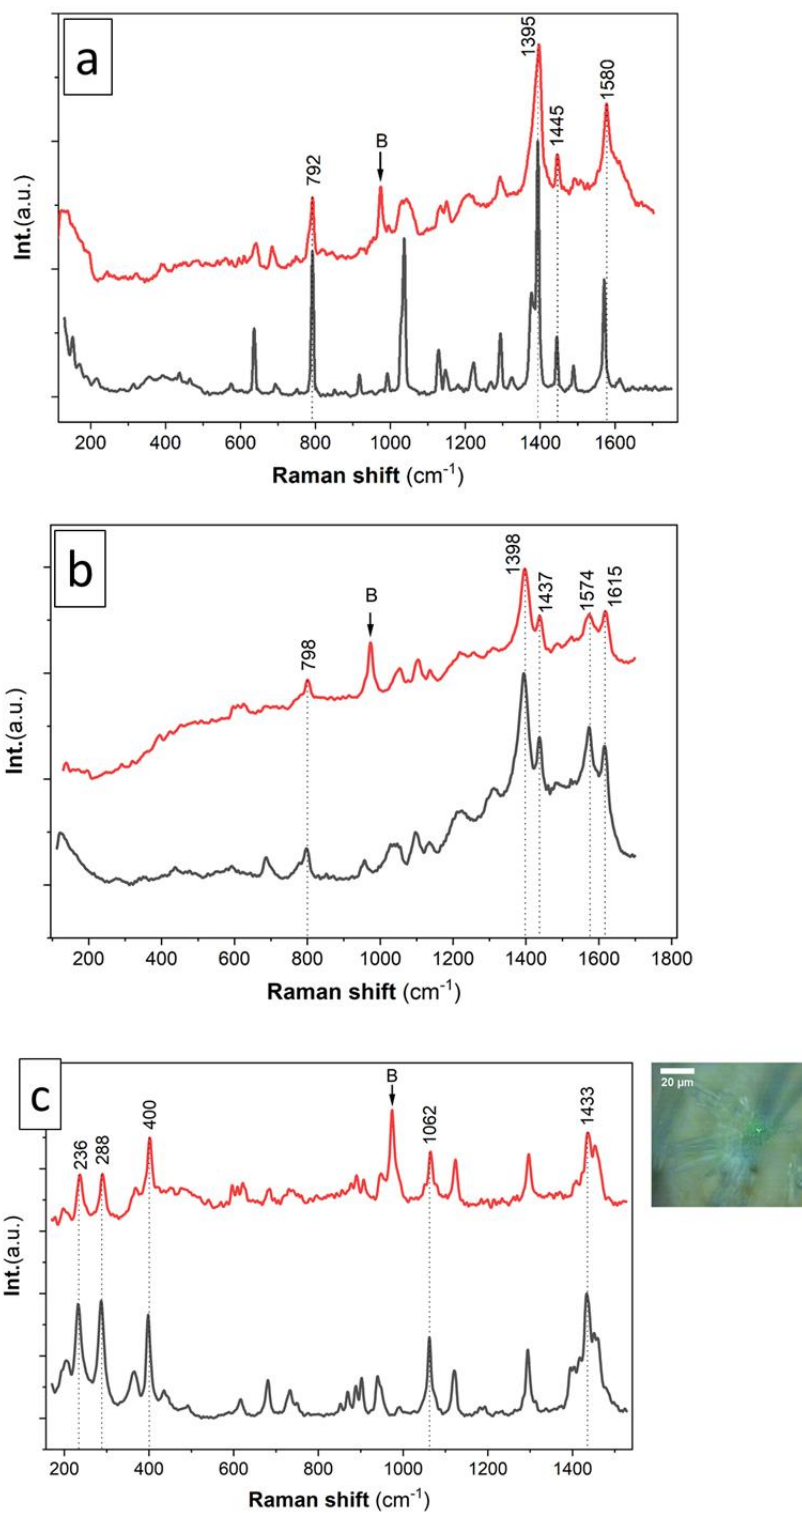 a
1395
1580
1445
792
B
Int.(a.u.)
200 400 600 800 1000 1200 1400 1600
Raman shift (cm⁻¹)
b
1398
1437
1574
1615
B
798
Int.(a.u.)
200 400 600 800 1000 1200 1400 1600 1800
Raman shift (cm⁻¹)
c
B
20 µm
400
1062
1433
236
288
Int.(a.u.)
200 400 600 800 1000 1200 1400
Raman shift (cm⁻¹)